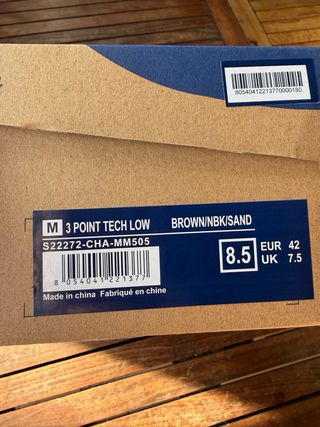 8054041221377000180
M 3 POINT TECH LOW BROWN/NBK/SAND
S22272-CHA-MM505
8.5 EUR 42
UK 7.5
8 054041 221377
Made in china Fabriqué en chine